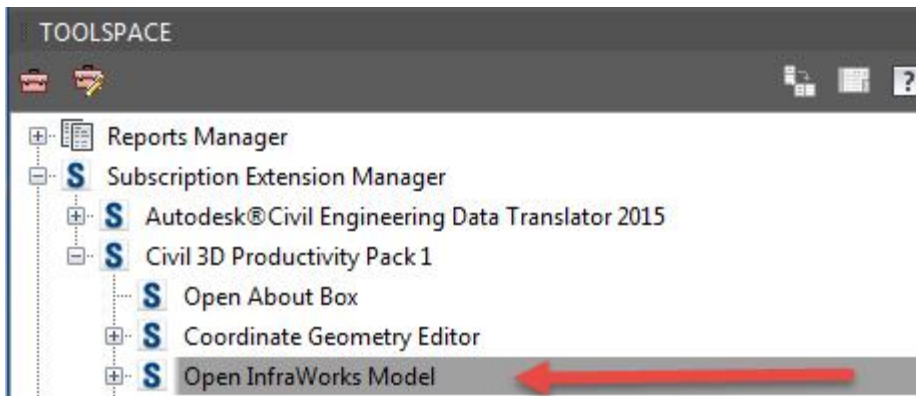 TOOLSPACE
?
Reports Manager
S Subscription Extension Manager
S Autodesk®Civil Engineering Data Translator 2015
S Civil 3D Productivity Pack 1
S Open About Box
S Coordinate Geometry Editor
S Open InfraWorks Model